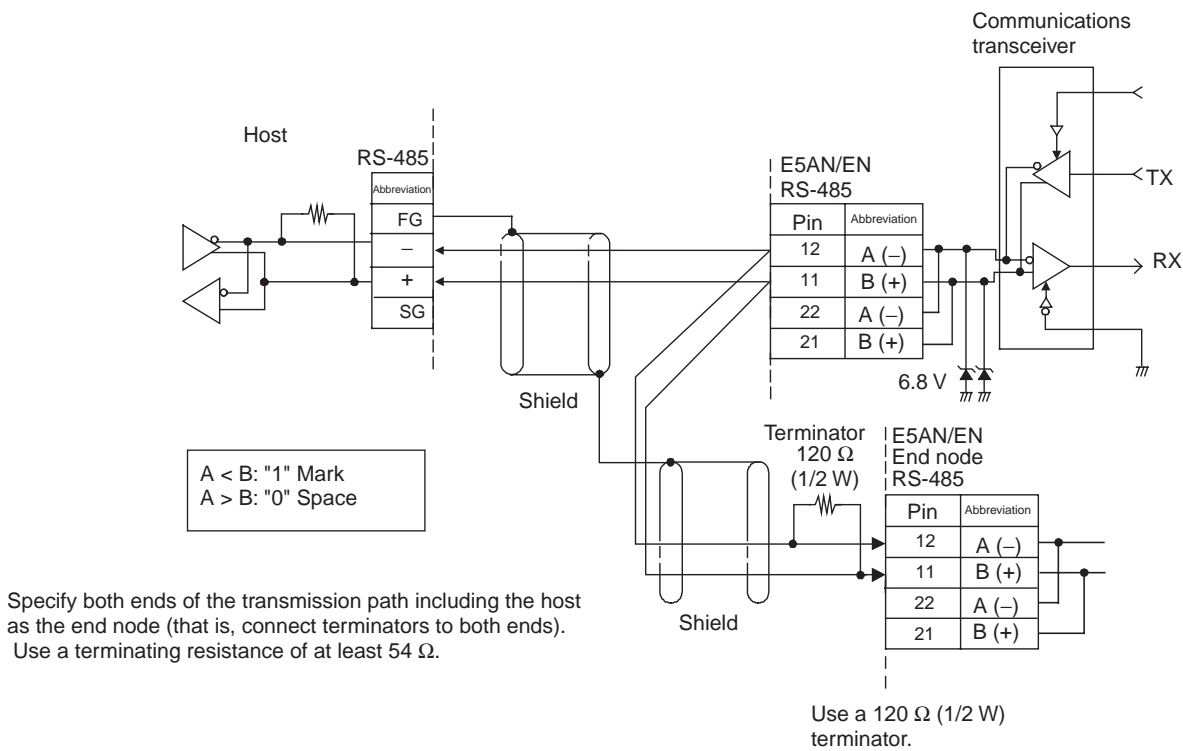 Communications
transceiver
Host
RS-485
Abbreviation
FG
−
+
SG
Shield
E5AN/EN
RS-485
Pin Abbreviation
12 A (−)
11 B (+)
22 A (−)
21 B (+)
TX
RX
6.8 V
A < B: "1" Mark
A > B: "0" Space
Terminator
120 Ω
(1/2 W)
E5AN/EN
End node
RS-485
Pin Abbreviation
12 A (−)
11 B (+)
22 A (−)
21 B (+)
Shield
Specify both ends of the transmission path including the host
as the end node (that is, connect terminators to both ends).
Use a terminating resistance of at least 54 Ω.
Use a 120 Ω (1/2 W)
terminator.